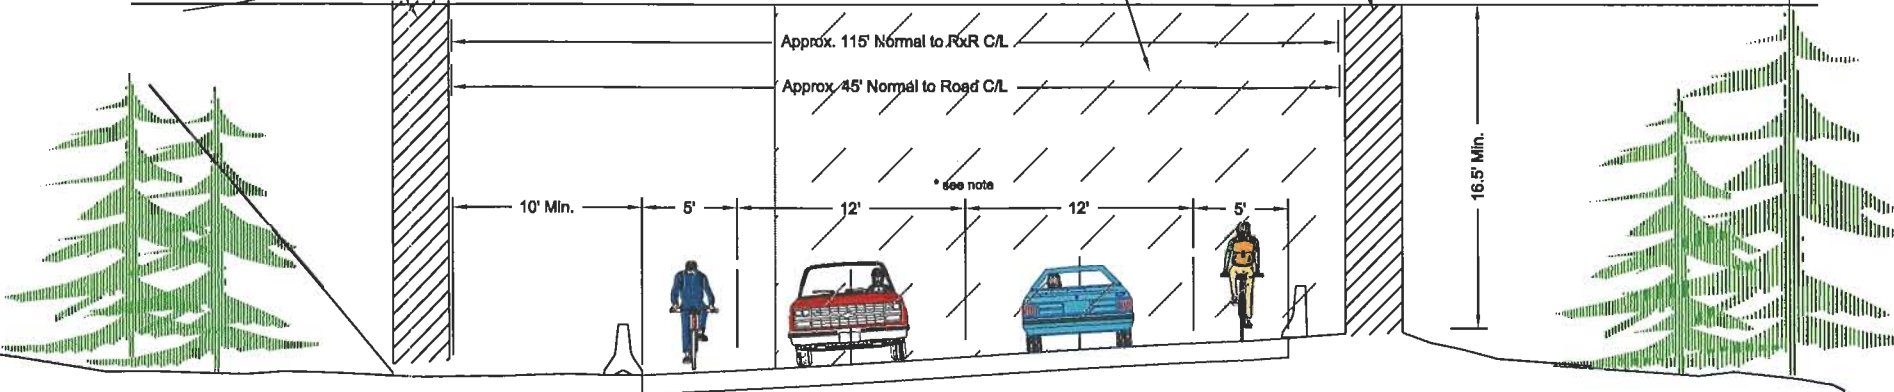 Approx. 115' Normal to RxR C/L
Approx. 45' Normal to Road C/L
16.5' Min.
* see note
10' Min.
5'
12'
12'
5'